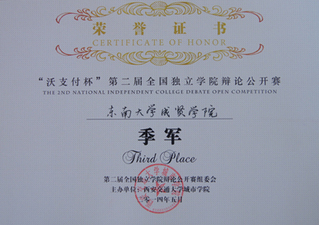 荣誉证书
CERTIFICATE OF HONOR
“沃支付杯”第二届全国独立学院辩论公开赛
THE 2ND NATIONAL INDEPENDENT COLLEGE DEBATE OPEN COMPETITION
东南大学成贤学院
季军
Third Place
第二届全国独立学院辩论公开赛组委会
主办单位：西安交通大学城市学院
二〇一四年五月